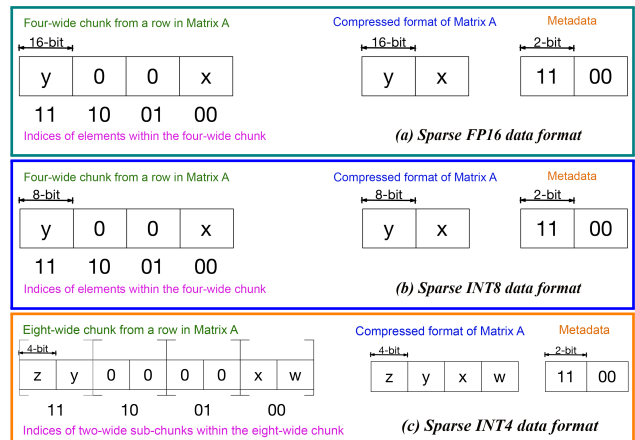 Four-wide chunk from a row in Matrix A
Compressed format of Matrix A
Metadata
16-bit
16-bit
2-bit
y 0 0 x
y x
11 00
11 10 01 00
Indices of elements within the four-wide chunk
(a) Sparse FP16 data format
Four-wide chunk from a row in Matrix A
Compressed format of Matrix A
Metadata
8-bit
8-bit
2-bit
y 0 0 x
y x
11 00
11 10 01 00
Indices of elements within the four-wide chunk
(b) Sparse INT8 data format
Eight-wide chunk from a row in Matrix A
Compressed format of Matrix A
Metadata
4-bit
4-bit
2-bit
z y 0 0 0 0 x w
z y x w
11 00
11 10 01 00
Indices of two-wide sub-chunks within the eight-wide chunk
(c) Sparse INT4 data format